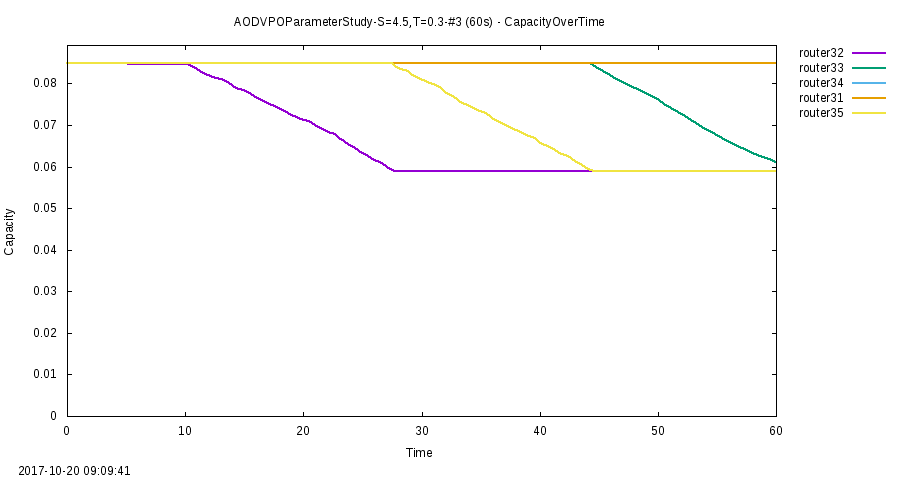 AODVPOParameterStudy-S=4.5,T=0.3-#3 (60s) - CapacityOverTime
router32
router33
router34
router31
router35
0.08
0.07
0.06
0.05
0.04
0.03
0.02
0.01
0
Capacity
0 10 20 30 40 50 60
Time
2017-10-20 09:09:41